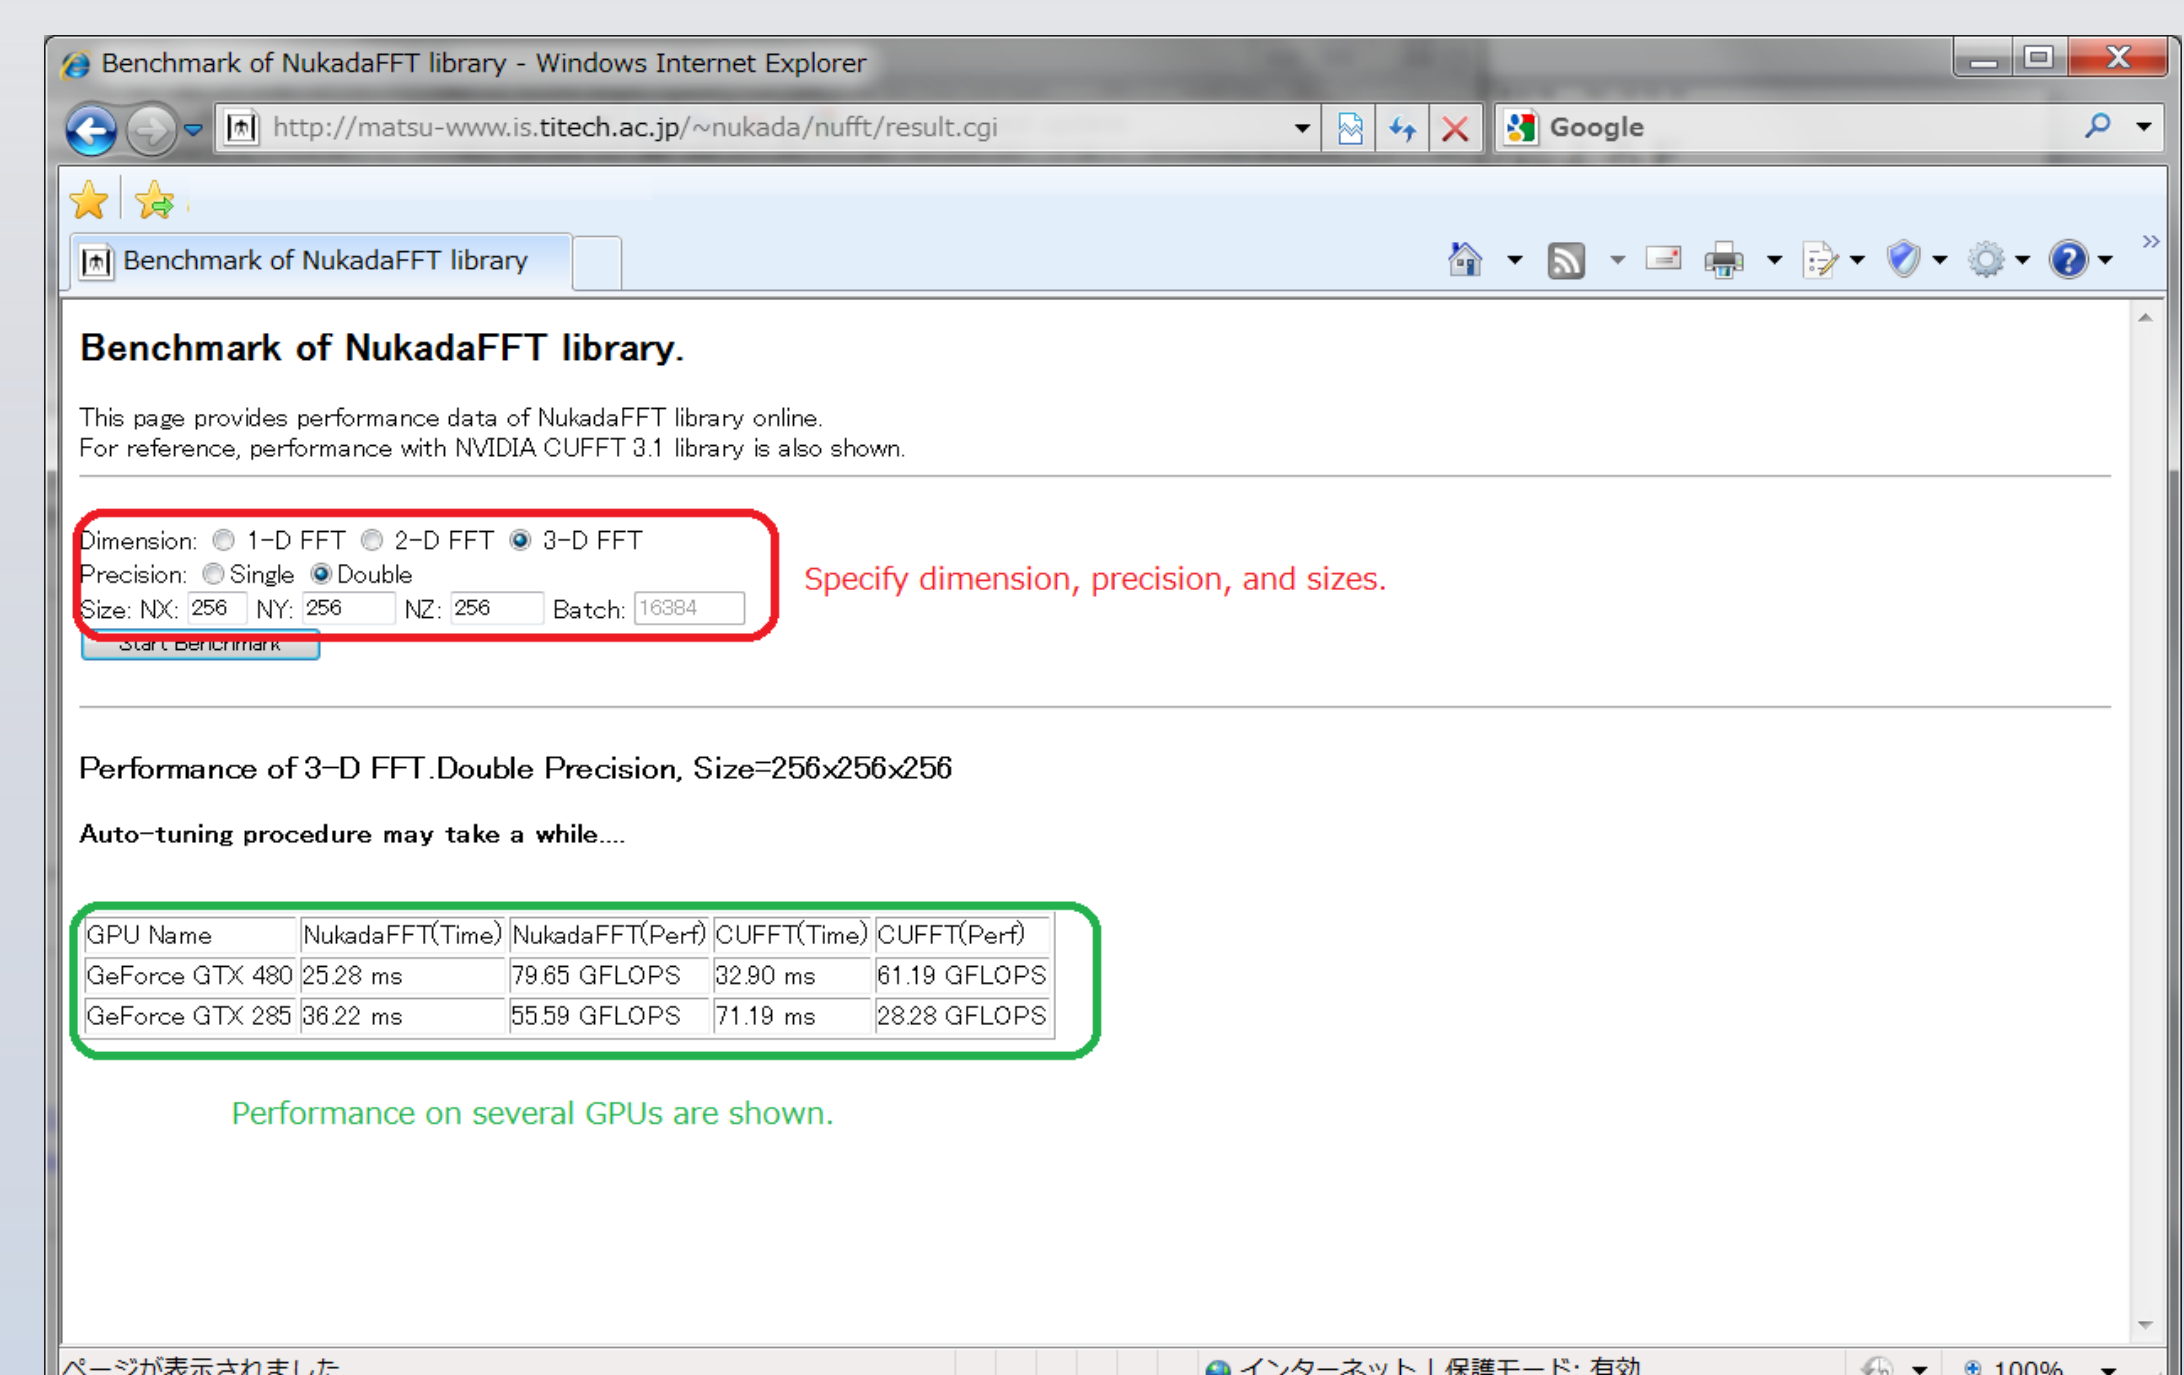 Benchmark of NukadaFFT library - Windows Internet Explorer
http://matsu-www.is.titech.ac.jp/~nukada/nufft/result.cgi
Google
Benchmark of NukadaFFT library
Benchmark of NukadaFFT library.
This page provides performance data of NukadaFFT library online.
For reference, performance with NVIDIA CUFFT 3.1 library is also shown.
Dimension: 1-D FFT 2-D FFT 3-D FFT
Precision: Single Double
Specify dimension, precision, and sizes.
Size: NX: 256 NY: 256 NZ: 256 Batch: 16384
Start Benchmark
Performance of 3-D FFT.Double Precision, Size=256x256x256
Auto-tuning procedure may take a while....
GPU Name NukadaFFT(Time) NukadaFFT(Perf) CUFFT(Time) CUFFT(Perf)
GeForce GTX 480 25.28 ms 79.65 GFLOPS 32.90 ms 61.19 GFLOPS
GeForce GTX 285 36.22 ms 55.59 GFLOPS 71.19 ms 28.28 GFLOPS
Performance on several GPUs are shown.
ページが表示されました インターネット | 保護モード: 有効 100%